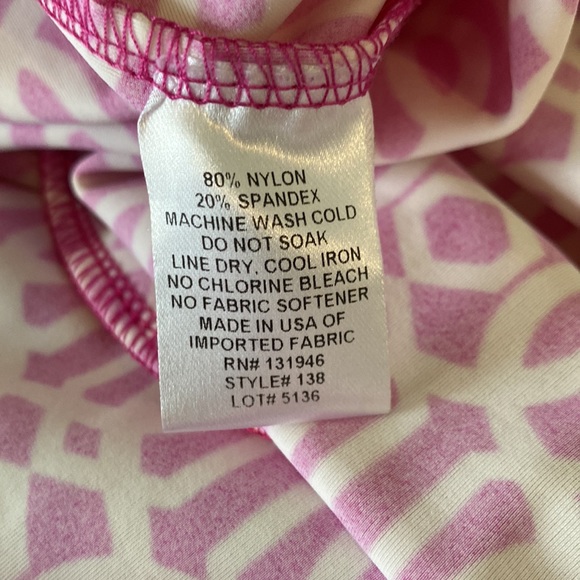 80% NYLON
20% SPANDEX
MACHINE WASH COLD
DO NOT SOAK
LINE DRY, COOL IRON
NO CHLORINE BLEACH
NO FABRIC SOFTENER
MADE IN USA OF
IMPORTED FABRIC
RN# 131946
STYLE# 138
LOT# 5136